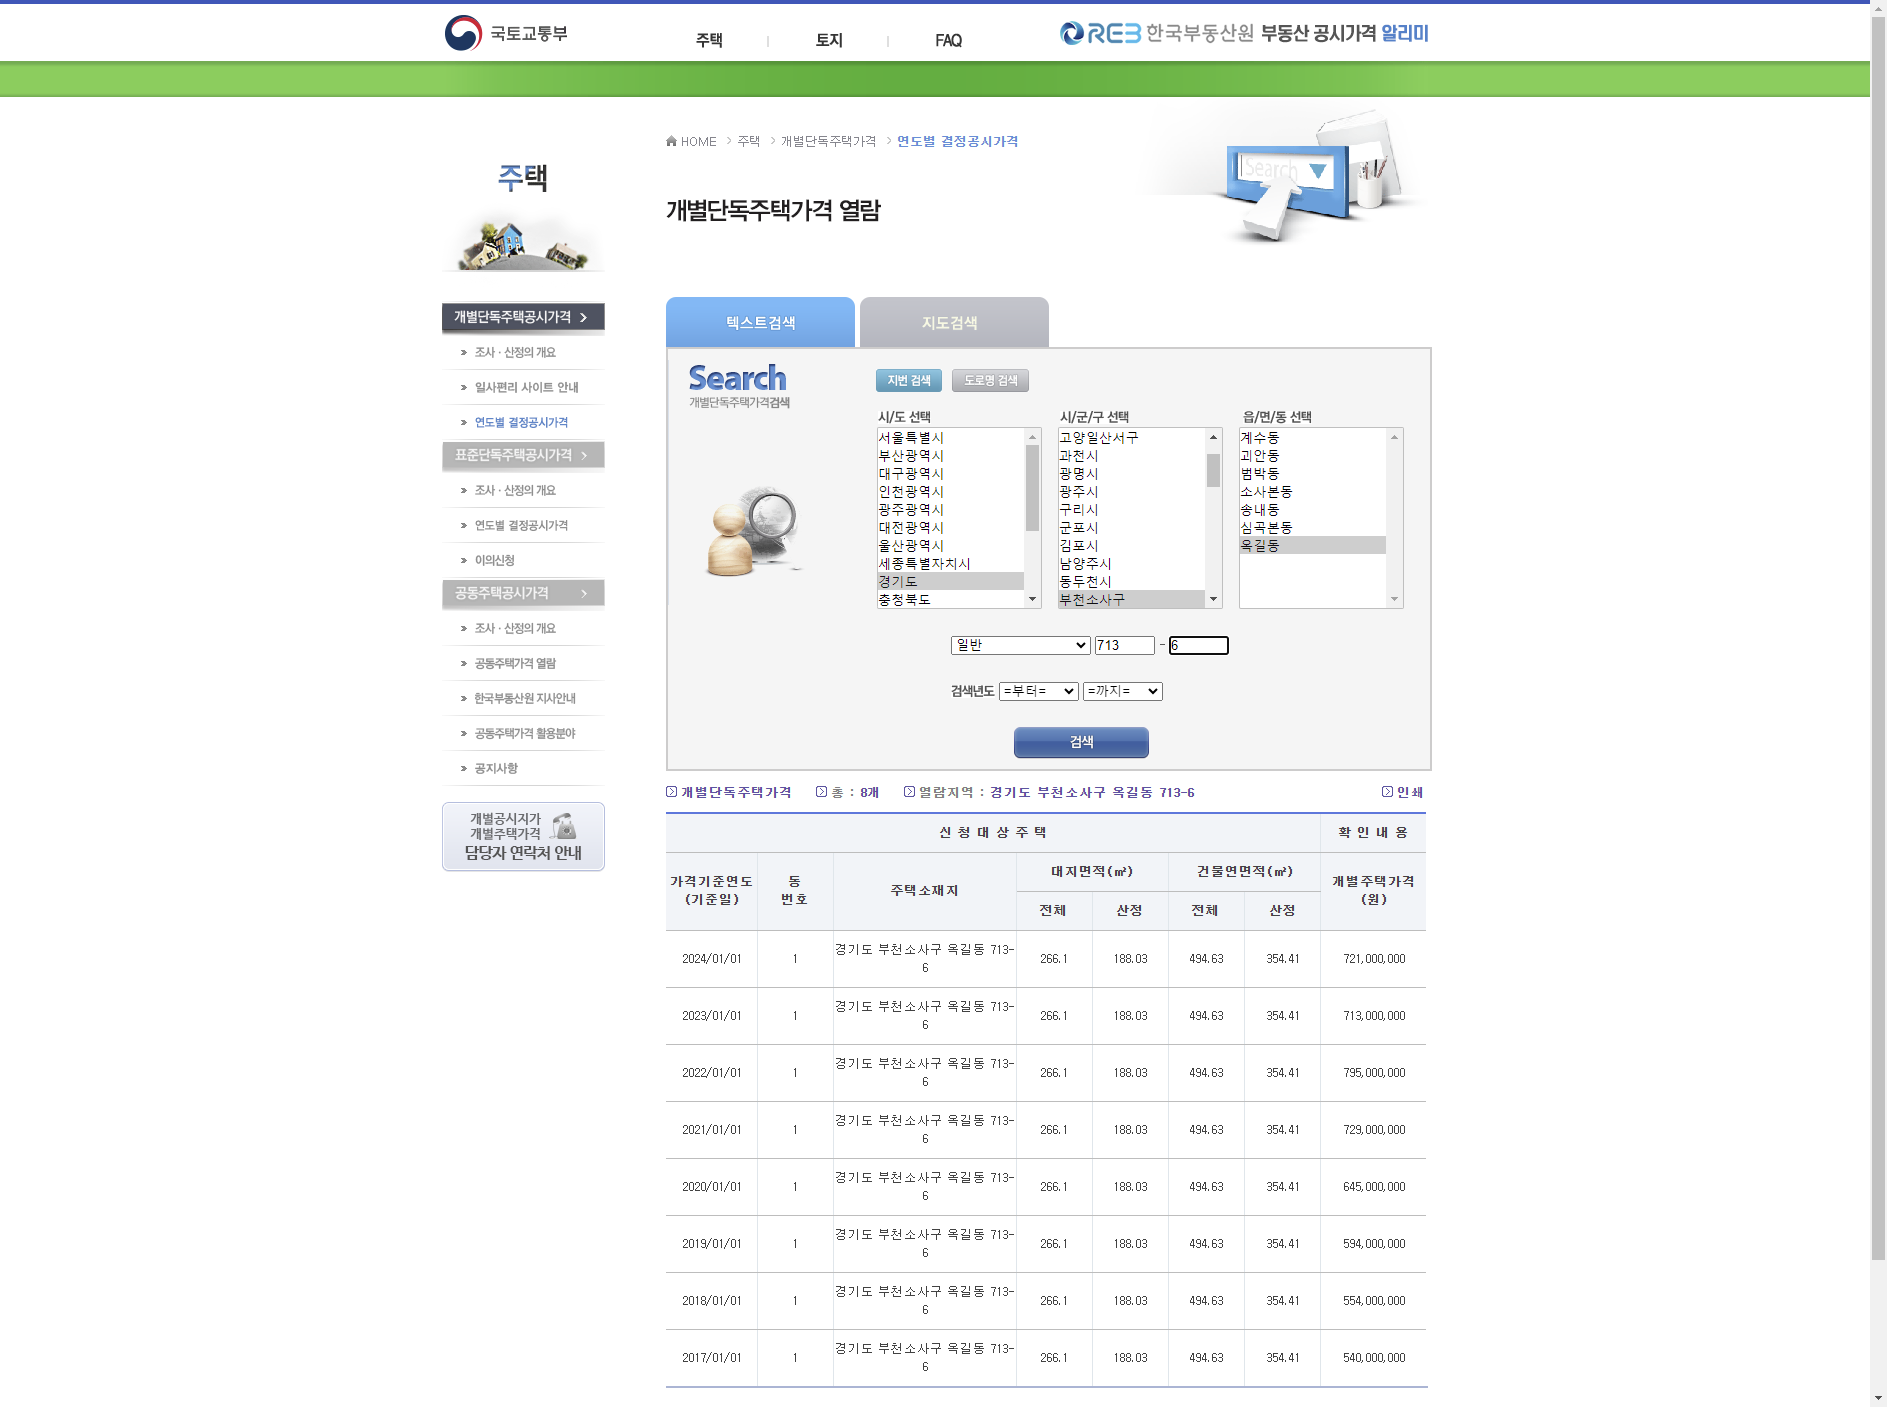 국토교통부
주택
토지
FAQ
REB 한국부동산원 부동산 공시가격 알리미
HOME > 주택 > 개별단독주택가격 > 연도별 결정공시가격
주택
Search
개별단독주택가격 열람
개별단독주택공시가격
조사 · 산정의 개요
일사편리 사이트 안내
연도별 결정공시가격
표준단독주택공시가격
조사 · 산정의 개요
연도별 결정공시가격
이의신청
공동주택공시가격
조사 · 산정의 개요
공동주택가격 열람
한국부동산원 지사안내
공동주택가격 활용분야
공지사항
개별공시지가
개별주택가격
담당자 연락처 안내
텍스트검색 지도검색
Search
개별단독주택가격검색
지번 검색 도로명 검색
시/도 선택
서울특별시
부산광역시
대구광역시
인천광역시
광주광역시
대전광역시
울산광역시
세종특별자치시
경기도
충청북도
시/군/구 선택
고양일산서구
과천시
광명시
광주시
구리시
군포시
김포시
남양주시
동두천시
부천소사구
읍/면/동 선택
계수동
괴안동
범박동
소사본동
송내동
심곡본동
옥길동
일반 713 - 6
검색년도 =부터= =까지=
검색
개별단독주택가격 총 : 8개 열람지역 : 경기도 부천소사구 옥길동 713-6 인쇄
신 청 대 상 주 택 확 인 내 용
가격기준연도
(기준일)
동
번호
주택소재지
대지면적(㎡)
전체 산정
건물연면적(㎡)
전체 산정
개별주택가격
(원)
2024/01/01 1 경기도 부천소사구 옥길동 713-6 266.1 188.03 494.63 354.41 721,000,000
2023/01/01 1 경기도 부천소사구 옥길동 713-6 266.1 188.03 494.63 354.41 713,000,000
2022/01/01 1 경기도 부천소사구 옥길동 713-6 266.1 188.03 494.63 354.41 795,000,000
2021/01/01 1 경기도 부천소사구 옥길동 713-6 266.1 188.03 494.63 354.41 729,000,000
2020/01/01 1 경기도 부천소사구 옥길동 713-6 266.1 188.03 494.63 354.41 645,000,000
2019/01/01 1 경기도 부천소사구 옥길동 713-6 266.1 188.03 494.63 354.41 594,000,000
2018/01/01 1 경기도 부천소사구 옥길동 713-6 266.1 188.03 494.63 354.41 554,000,000
2017/01/01 1 경기도 부천소사구 옥길동 713-6 266.1 188.03 494.63 354.41 540,000,000